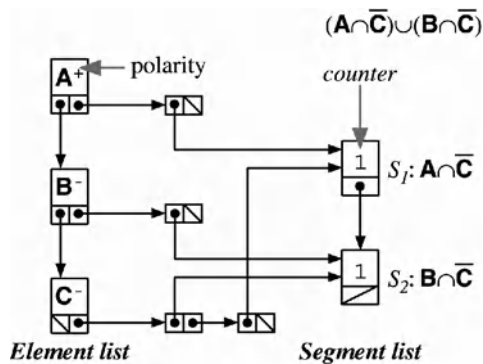 (A∩C̅)∪(B∩C̅)
A⁺
polarity
counter
1
S₁: A∩C̅
B⁻
1
S₂: B∩C̅
C⁻
Element list
Segment list